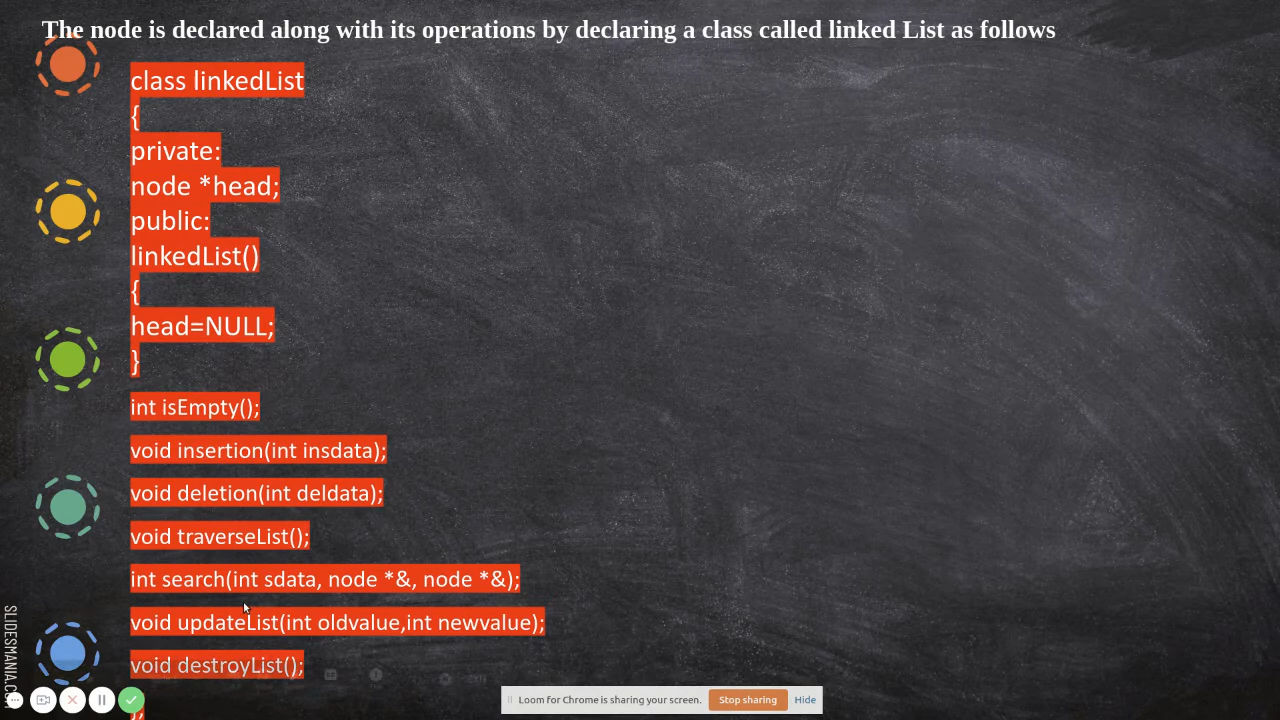 The node is declared along with its operations by declaring a class called linked List as follows
class linkedList
{
private:
node *head;
public:
linkedList()
{
head=NULL;
}
int isEmpty();
void insertion(int insdata);
void deletion(int deldata);
void traverseList();
int search(int sdata, node *&, node *&);
void updateList(int oldvalue,int newvalue);
void destroyList();
};
SLIDESMANIA.C
Loom for Chrome is sharing your screen. Stop sharing Hide